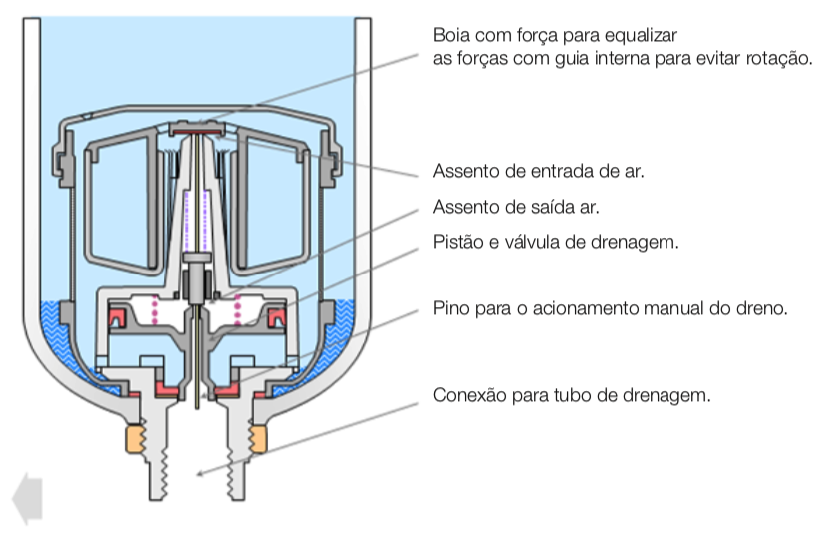 Boia com força para equalizar
as forças com guia interna para evitar rotação.
Assento de entrada de ar.
Assento de saída ar.
Pistão e válvula de drenagem.
Pino para o acionamento manual do dreno.
Conexão para tubo de drenagem.